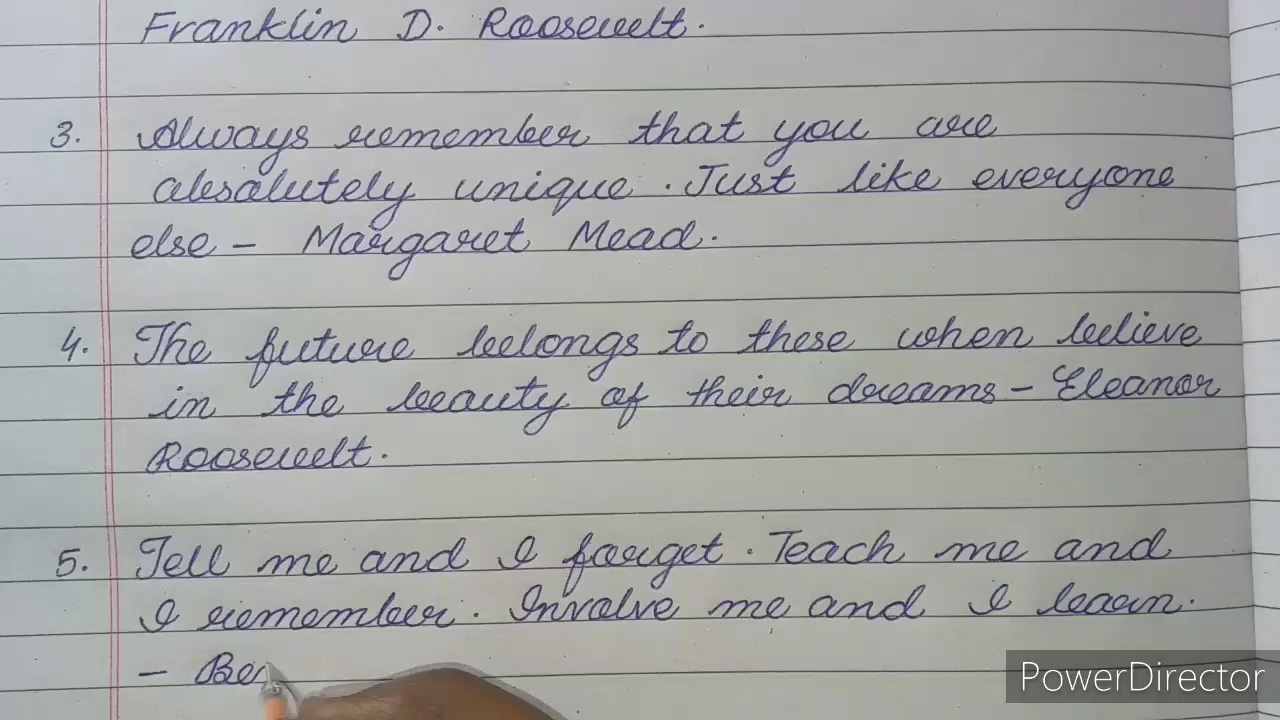 Franklin D. Roosevelt.
3. Always remember that you are
absolutely unique. Just like everyone
else - Margaret Mead.
4. The future belongs to these when believe
in the beauty of their dreams - Eleanor
Roosevelt.
5. Tell me and I forget. Teach me and
I remember. Involve me and I learn.
- Ben
PowerDirector